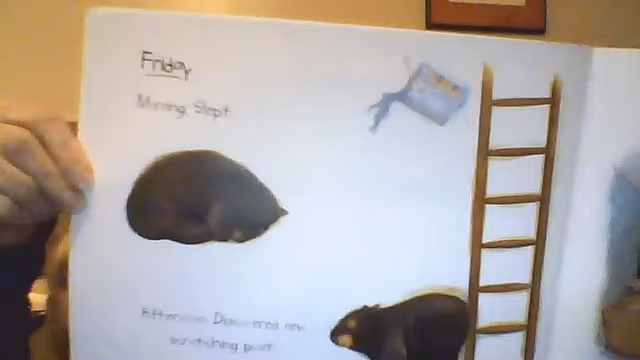 Friday
Morning: Slept.
Afternoon: Discovered new
scratching post.